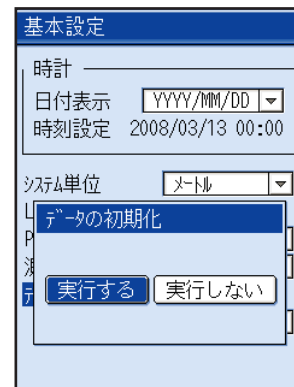 基本設定
時計
日付表示 YYYY/MM/DD
時刻設定 2008/03/13 00:00
システム単位 メートル
データの初期化
実行する 実行しない